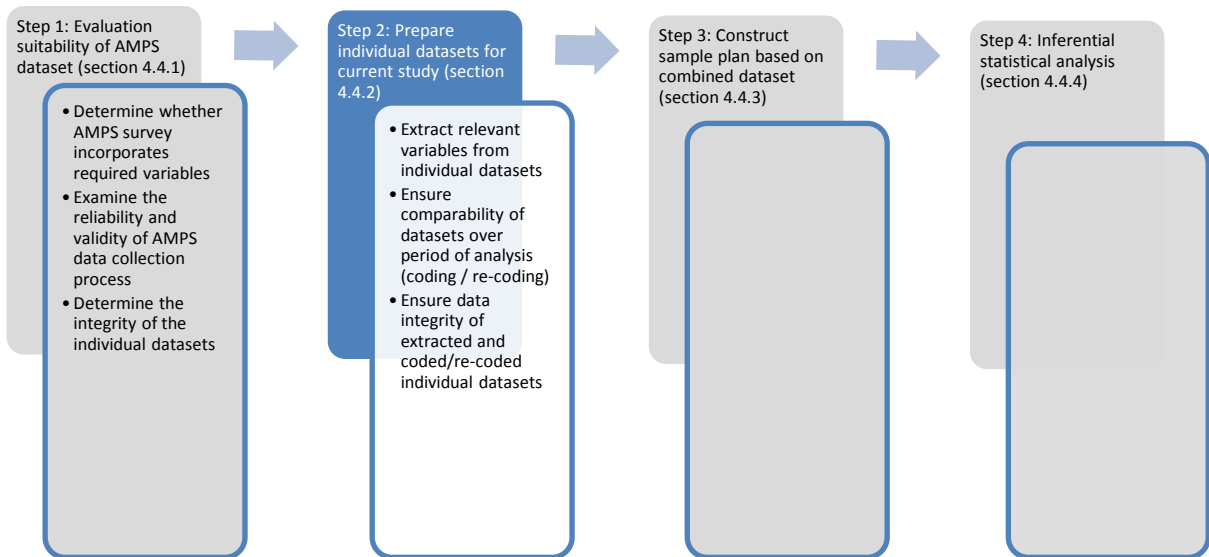 Step 1: Evaluation
suitability of AMPS
dataset (section 4.4.1)
• Determine whether
AMPS survey
incorporates
required variables
• Examine the
reliability and
validity of AMPS
data collection
process
• Determine the
integrity of the
individual datasets
Step 2: Prepare
individual datasets for
current study (section
4.4.2)
• Extract relevant
variables from
individual datasets
• Ensure
comparability of
datasets over
period of analysis
(coding / re-coding)
• Ensure data
integrity of
extracted and
coded/re-coded
individual datasets
Step 3: Construct
sample plan based on
combined dataset
(section 4.4.3)
Step 4: Inferential
statistical analysis
(section 4.4.4)